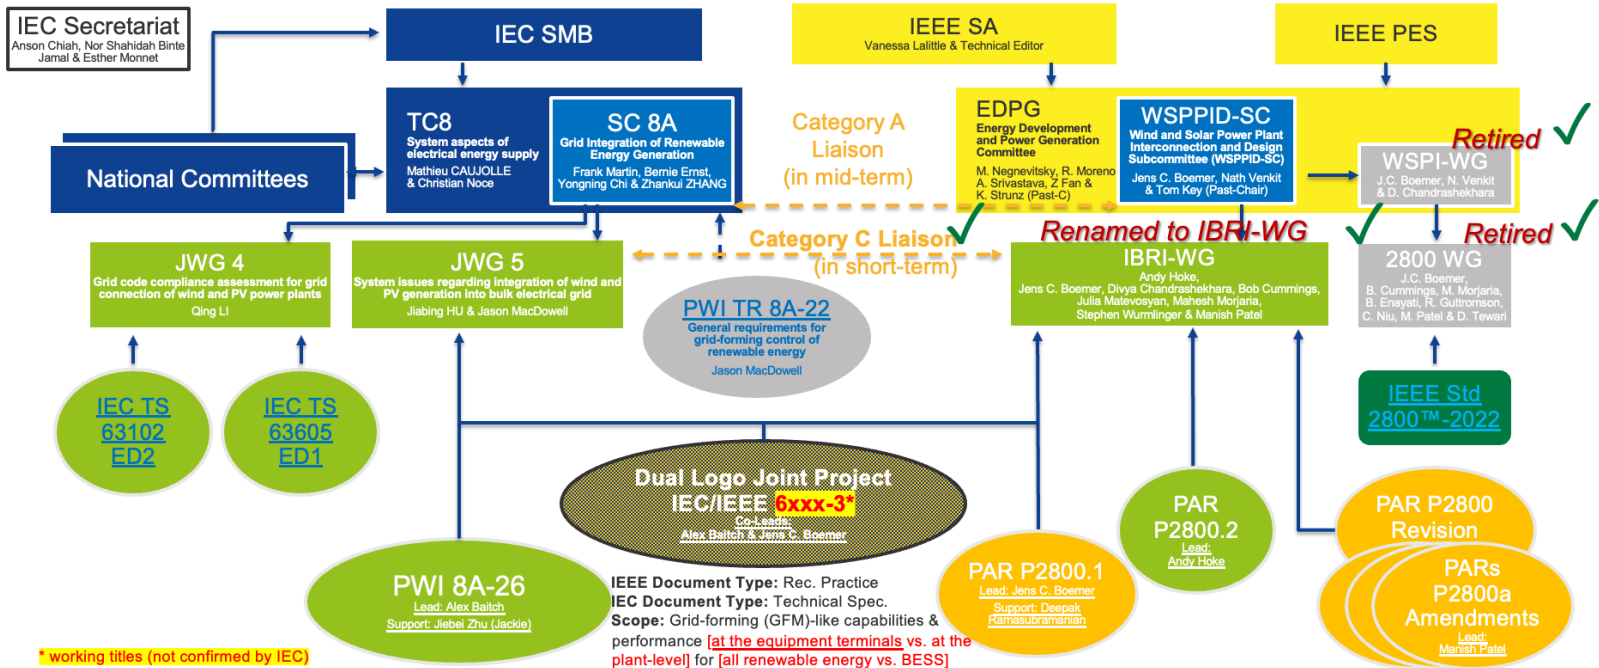 IEC Secretariat
Anson Chiah, Nor Shahidah Binte
Jamal & Esther Monnet
IEC SMB
IEEE SA
Vanessa Lalittle & Technical Editor
IEEE PES
National Committees
TC8
System aspects of
electrical energy supply
Mathieu CAUJOLLE
& Christian Noce
SC 8A
Grid Integration of Renewable
Energy Generation
Frank Martin, Bernie Ernst,
Yongning Chi & Zhankui ZHANG
Category A
Liaison
(in mid-term)
EDPG
Energy Development
and Power Generation
Committee
M. Negnevitsky, R. Moreno
A. Srivastava, Z Fan &
K. Strunz (Past-C)
WSPPID-SC
Wind and Solar Power Plant
Interconnection and Design
Subcommittee (WSPPID-SC)
Jens C. Boemer, Nath Venkit
& Tom Key (Past-Chair)
Retired
WSPI-WG
J.C. Boemer, N. Venkit
& D. Chandrashekhara
JWG 4
Grid code compliance assessment for grid
connection of wind and PV power plants
Qing LI
JWG 5
System issues regarding integration of wind and
PV generation into bulk electrical grid
Jiabing HU & Jason MacDowell
Category C Liaison
(in short-term)
Renamed to IBRI-WG
IBRI-WG
Andy Hoke,
Jens C. Boemer, Divya Chandrashekhara, Bob Cummings,
Julia Matevosyan, Mahesh Morjaria,
Stephen Wurmlinger & Manish Patel
Retired
2800 WG
J.C. Boemer,
B. Cummings, M. Morjaria,
B. Enayati, R. Guttromson,
C. Niu, M. Patel & D. Tewari
PWI TR 8A-22
General requirements for
grid-forming control of
renewable energy
Jason MacDowell
IEC TS
63102
ED2
IEC TS
63605
ED1
IEEE Std
2800™-2022
Dual Logo Joint Project
IEC/IEEE 6xxx-3*
Co-Leads:
Alex Baitch & Jens C. Boemer
PWI 8A-26
Lead: Alex Baitch
Support: Jiebei Zhu (Jackie)
IEEE Document Type: Rec. Practice
IEC Document Type: Technical Spec.
Scope: Grid-forming (GFM)-like capabilities &
performance [at the equipment terminals vs. at the
plant-level] for [all renewable energy vs. BESS]
PAR P2800.1
Lead: Jens C. Boemer
Support: Deepak
Ramasubramanian
PAR
P2800.2
Lead:
Andy Hoke
PAR P2800
Revision
PARs
P2800a
Amendments
Lead:
Manish Patel
* working titles (not confirmed by IEC)